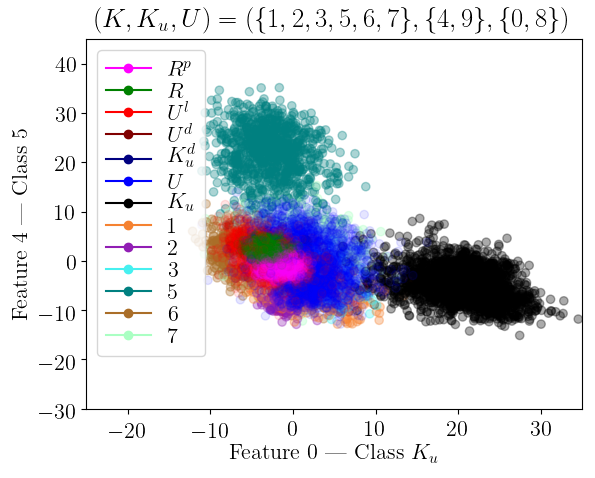 (K, K_u, U) = ({1, 2, 3, 5, 6, 7}, {4, 9}, {0, 8})
Feature 4 — Class 5
40
30
20
10
0
−10
−20
−30
R^p
R
U^l
U^d
K_u^d
U
K_u
1
2
3
5
6
7
−20
−10
0
10
20
30
Feature 0 — Class K_u